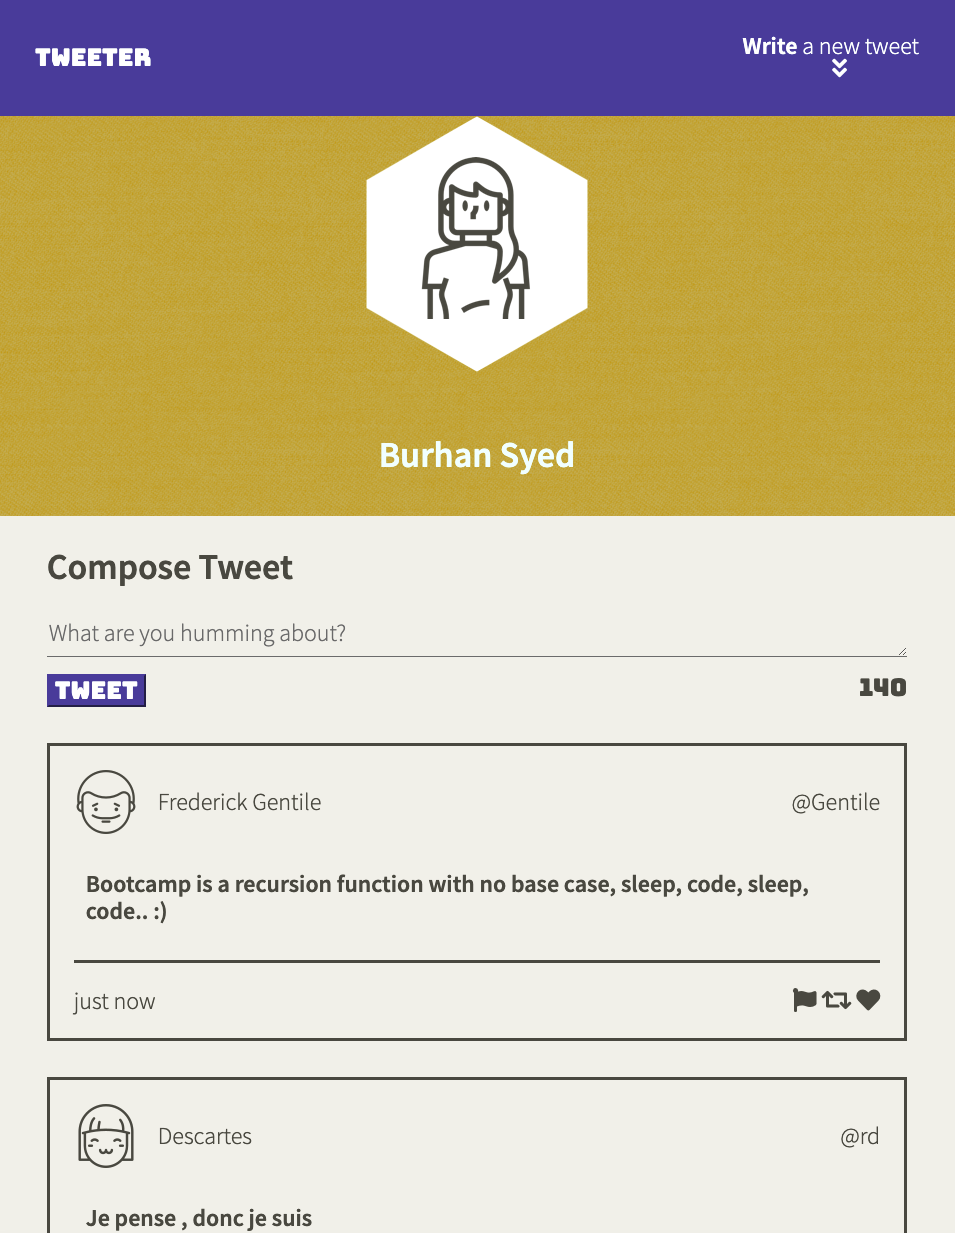 TWEETER
Write a new tweet
Burhan Syed
Compose Tweet
What are you humming about?
TWEET
140
Frederick Gentile
@Gentile
Bootcamp is a recursion function with no base case, sleep, code, sleep,
code.. :)
just now
Descartes
@rd
Je pense , donc je suis